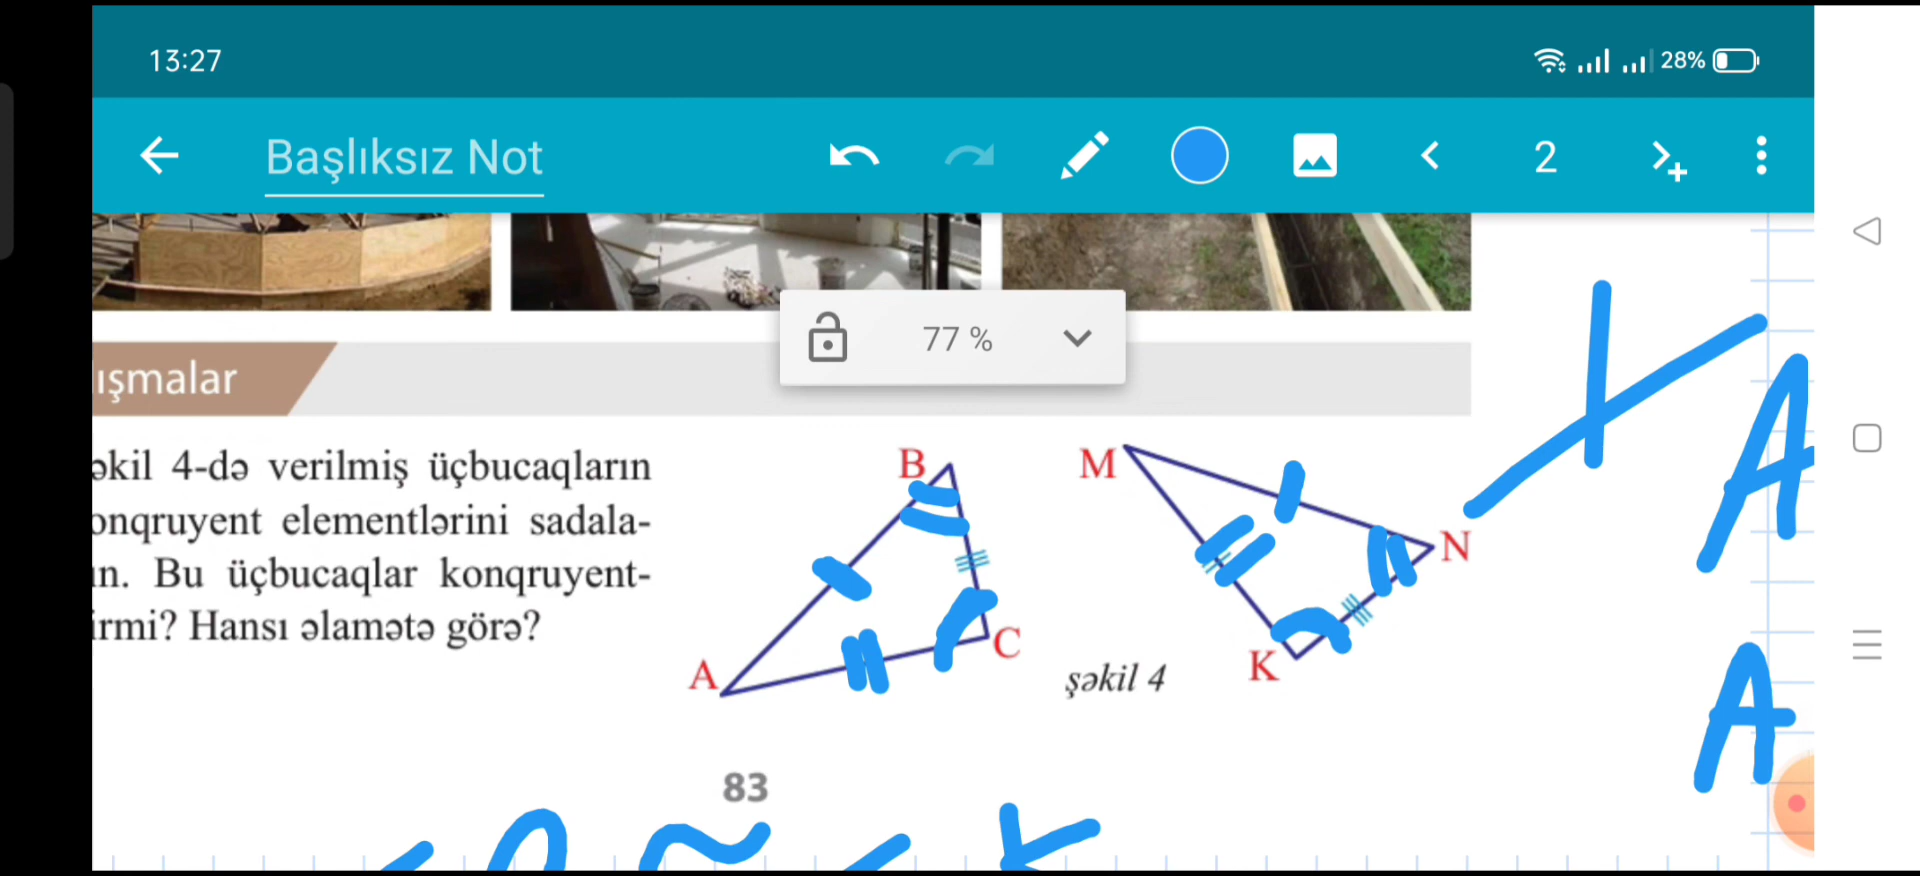 13:27
28%
Başlıksız Not
2
77 %
ışmalar
əkil 4-də verilmiş üçbucaqların
onqruyent elementlərini sadala-
ın. Bu üçbucaqlar konqruyent-
irmi? Hansı əlamətə görə?
B
M
N
A
C
K
şəkil 4
A
A
83